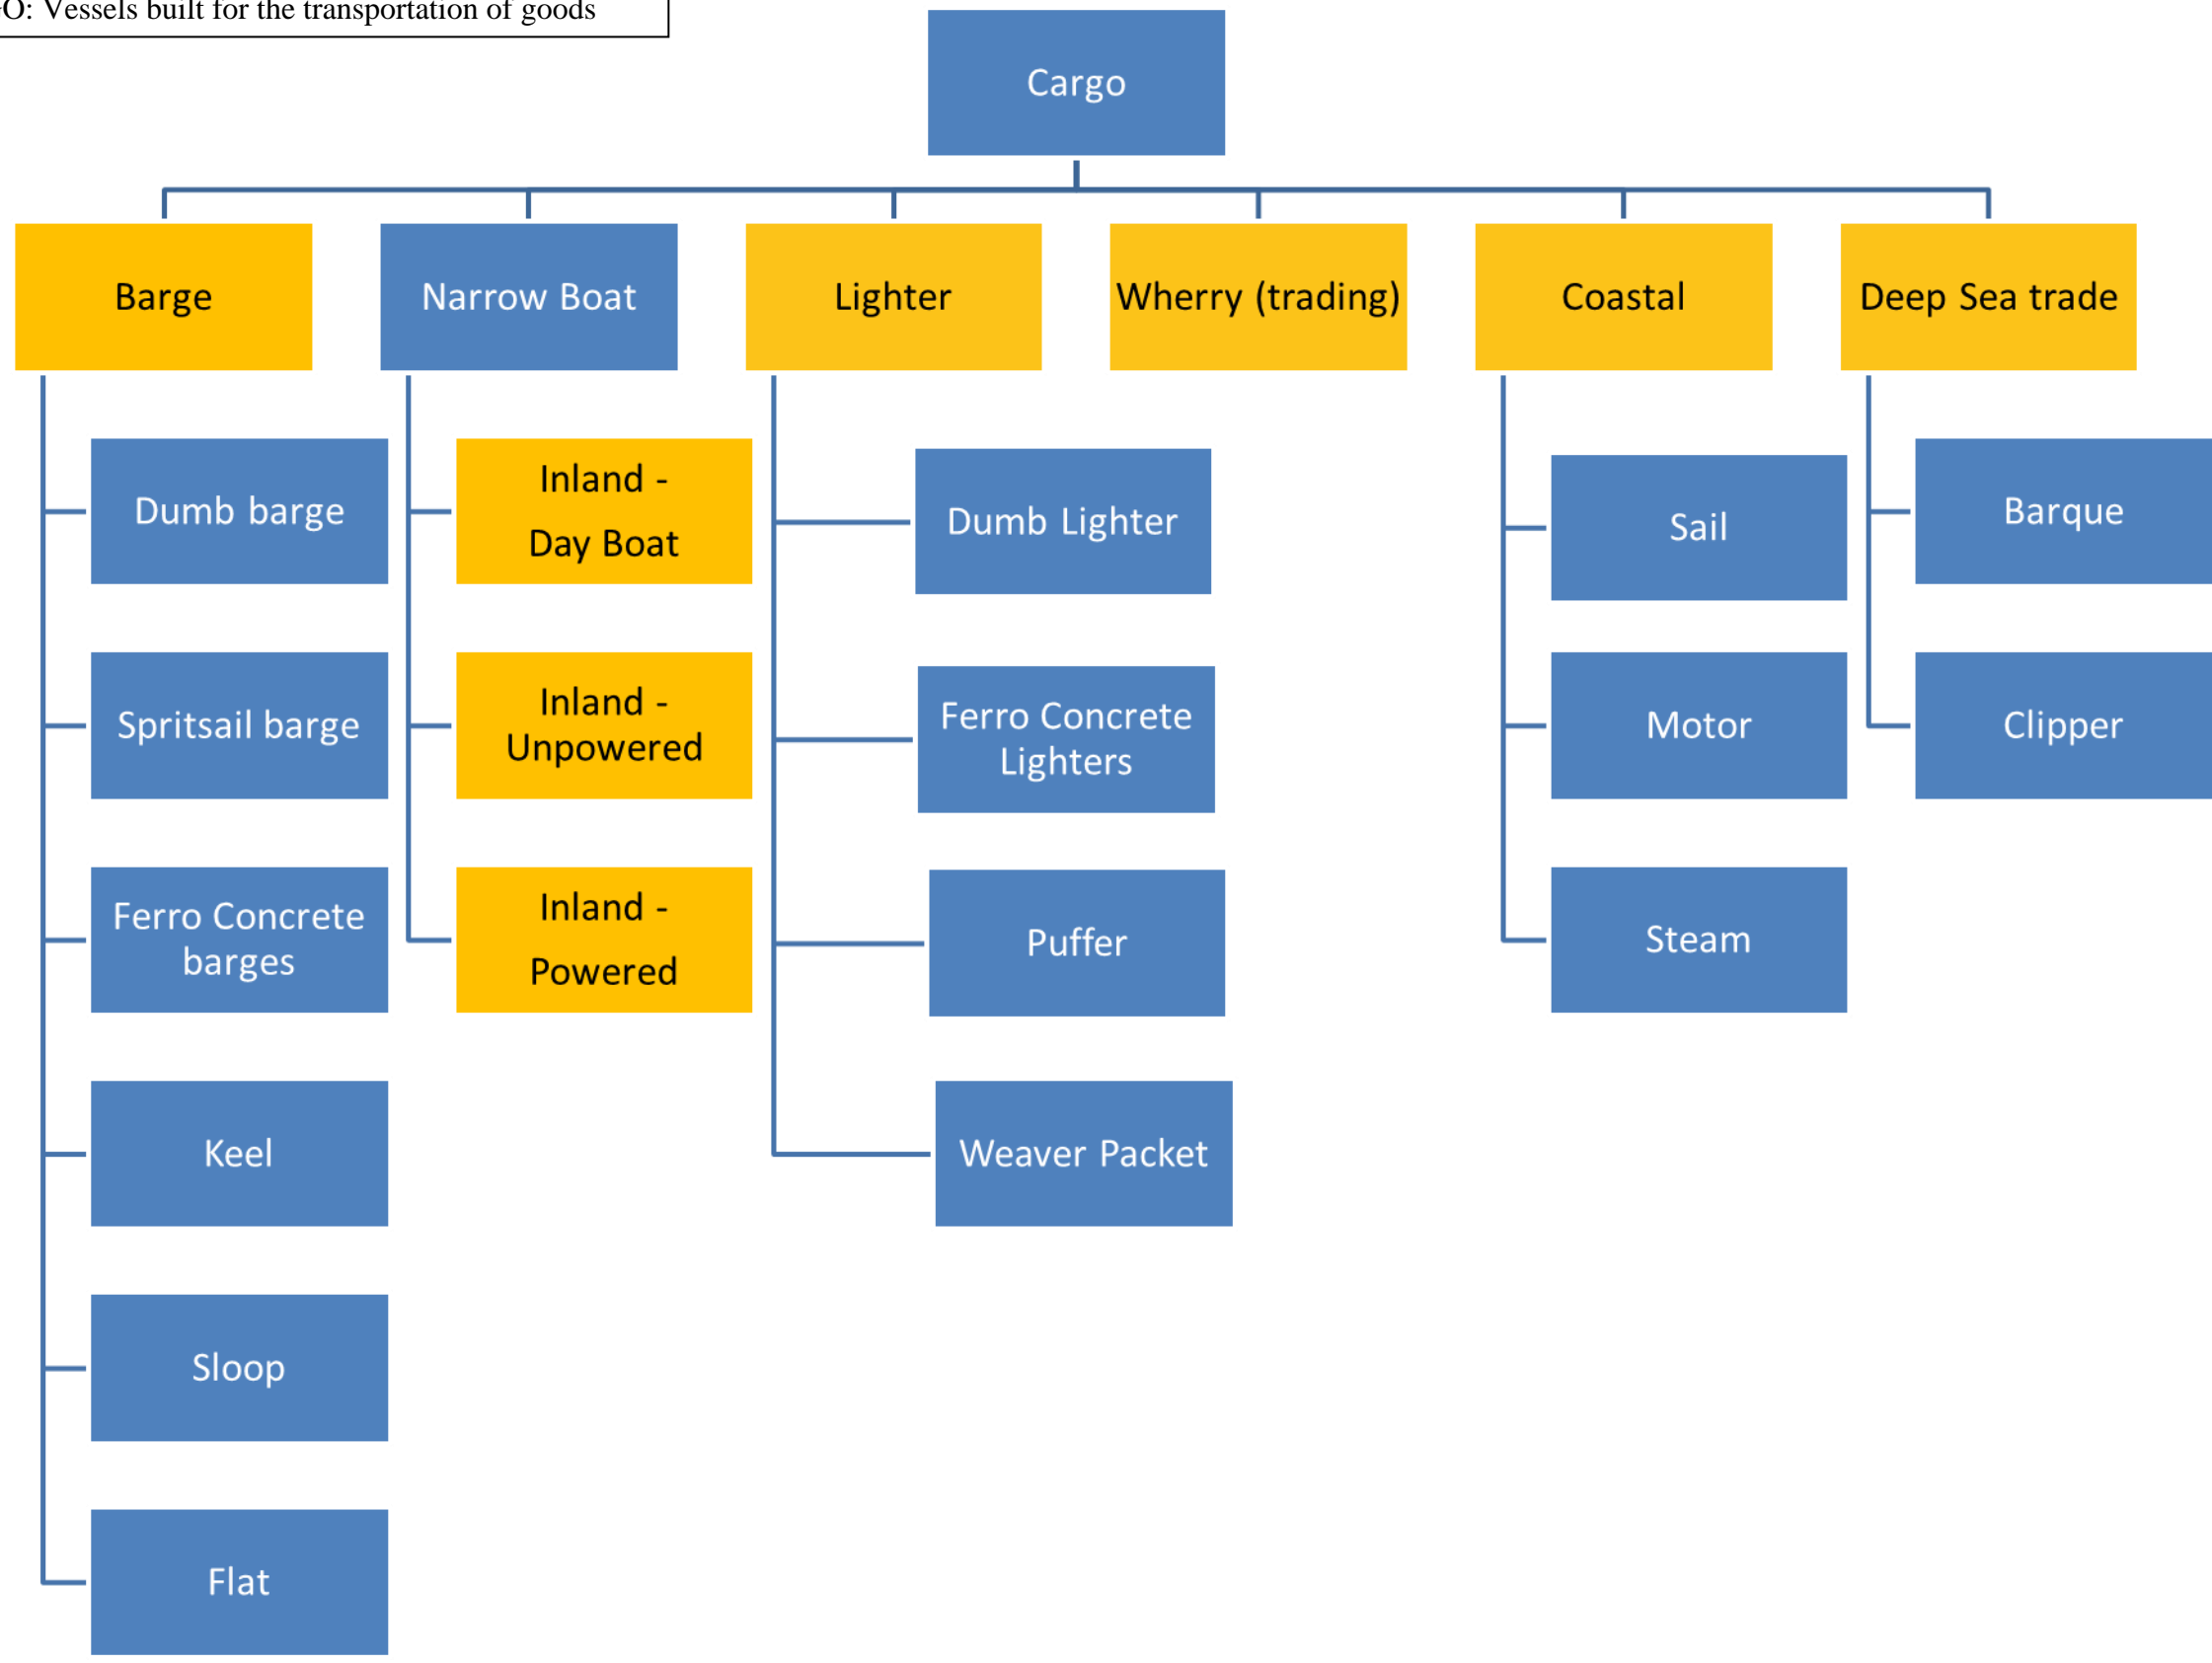 GO: Vessels built for the transportation of goods
Cargo
Barge
Narrow Boat
Lighter
Wherry (trading)
Coastal
Deep Sea trade
Dumb barge
Spritsail barge
Ferro Concrete
barges
Keel
Sloop
Flat
Inland -
Day Boat
Inland -
Unpowered
Inland -
Powered
Dumb Lighter
Ferro Concrete
Lighters
Puffer
Weaver Packet
Sail
Motor
Steam
Barque
Clipper